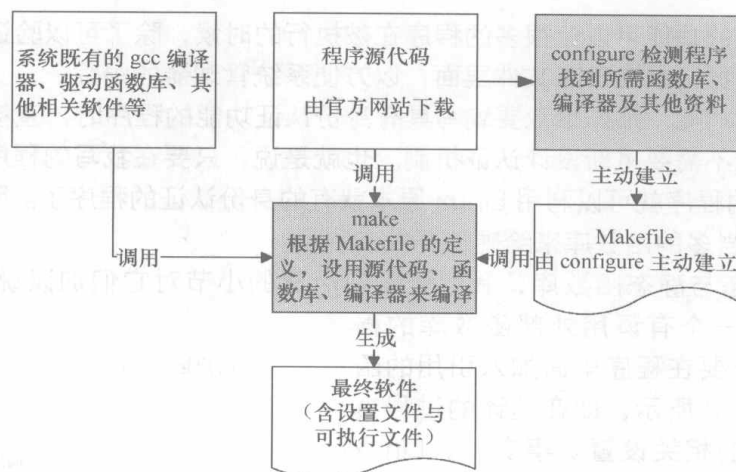 系统既有的 gcc 编译
器、驱动函数库、其
他相关软件等
程序源代码
由官方网站下载
configure 检测程序
找到所需函数库、
编译器及其他资料
调用
主动建立
make
根据 Makefile 的定
义，设用源代码、函
数库、编译器来编译
调用
调用
Makefile
由 configure 主动建立
生成
最终软件
（含设置文件与
可执行文件）